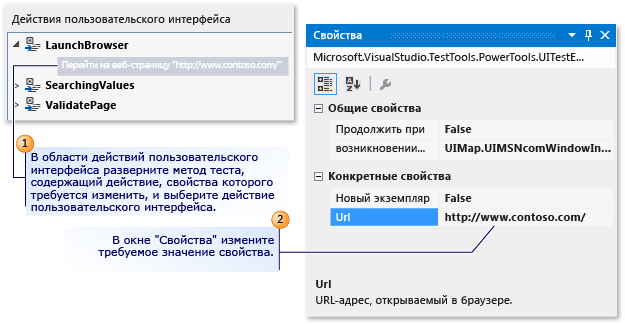 Действия пользовательского интерфейса
LaunchBrowser
Перейти на веб-страницу "http://www.contoso.com/"
SearchingValues
ValidatePage
1
В области действий пользовательского
интерфейса разверните метод теста,
содержащий действие, свойства которого
требуется изменить, и выберите действие
пользовательского интерфейса.
2
В окне "Свойства" измените
требуемое значение свойства.
Свойства
Microsoft.VisualStudio.TestTools.PowerTools.UITestE...
Общие свойства
Продолжить при False
возникновении... UIMap.UIMSNcomWindowIn...
Конкретные свойства
Новый экземпляр False
Url http://www.contoso.com/
Url
URL-адрес, открываемый в браузере.